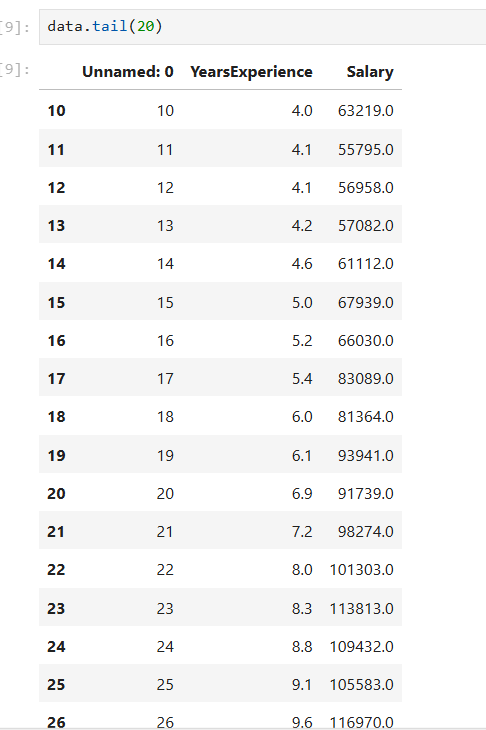 [9]: data.tail(20)
[9]:
Unnamed: 0 YearsExperience Salary
10 10 4.0 63219.0
11 11 4.1 55795.0
12 12 4.1 56958.0
13 13 4.2 57082.0
14 14 4.6 61112.0
15 15 5.0 67939.0
16 16 5.2 66030.0
17 17 5.4 83089.0
18 18 6.0 81364.0
19 19 6.1 93941.0
20 20 6.9 91739.0
21 21 7.2 98274.0
22 22 8.0 101303.0
23 23 8.3 113813.0
24 24 8.8 109432.0
25 25 9.1 105583.0
26 26 9.6 116970.0